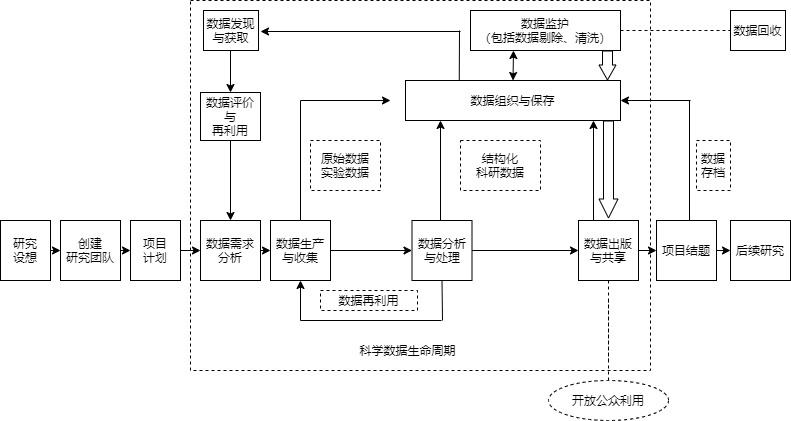 数据发现
与获取
数据监护
（包括数据剔除、清洗）
数据回收
数据评价
与
再利用
数据组织与保存
原始数据
实验数据
结构化
科研数据
数据
存档
研究
设想
创建
研究团队
项目
计划
数据需求
分析
数据生产
与收集
数据分析
与处理
数据出版
与共享
项目结题
后续研究
数据再利用
科学数据生命周期
开放公众利用